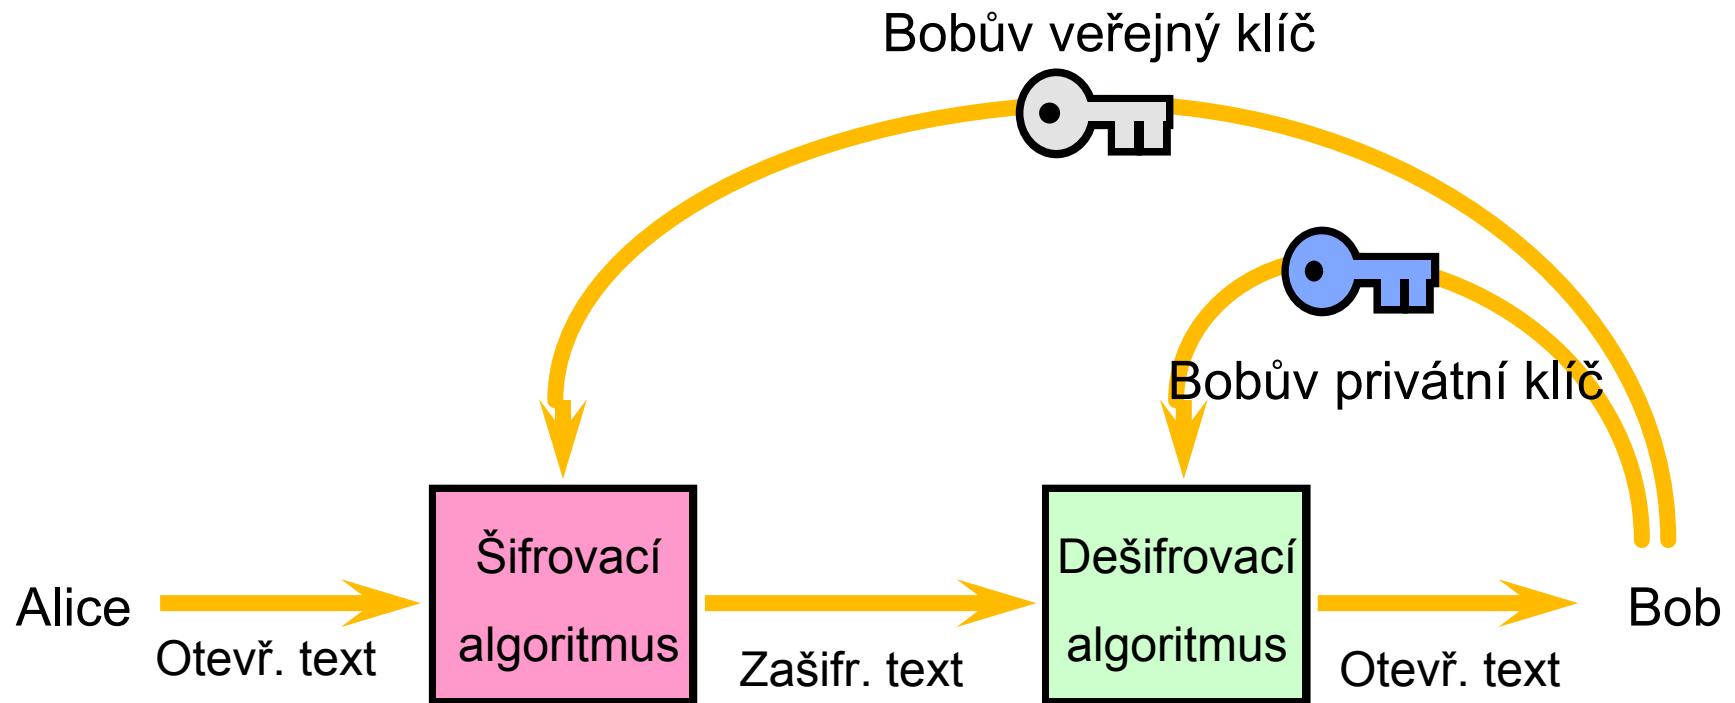 Bobův veřejný klíč
Bobův privátní klíč
Šifrovací
algoritmus
Dešifrovací
algoritmus
Alice
Bob
Otevř. text
Zašifr. text
Otevř. text